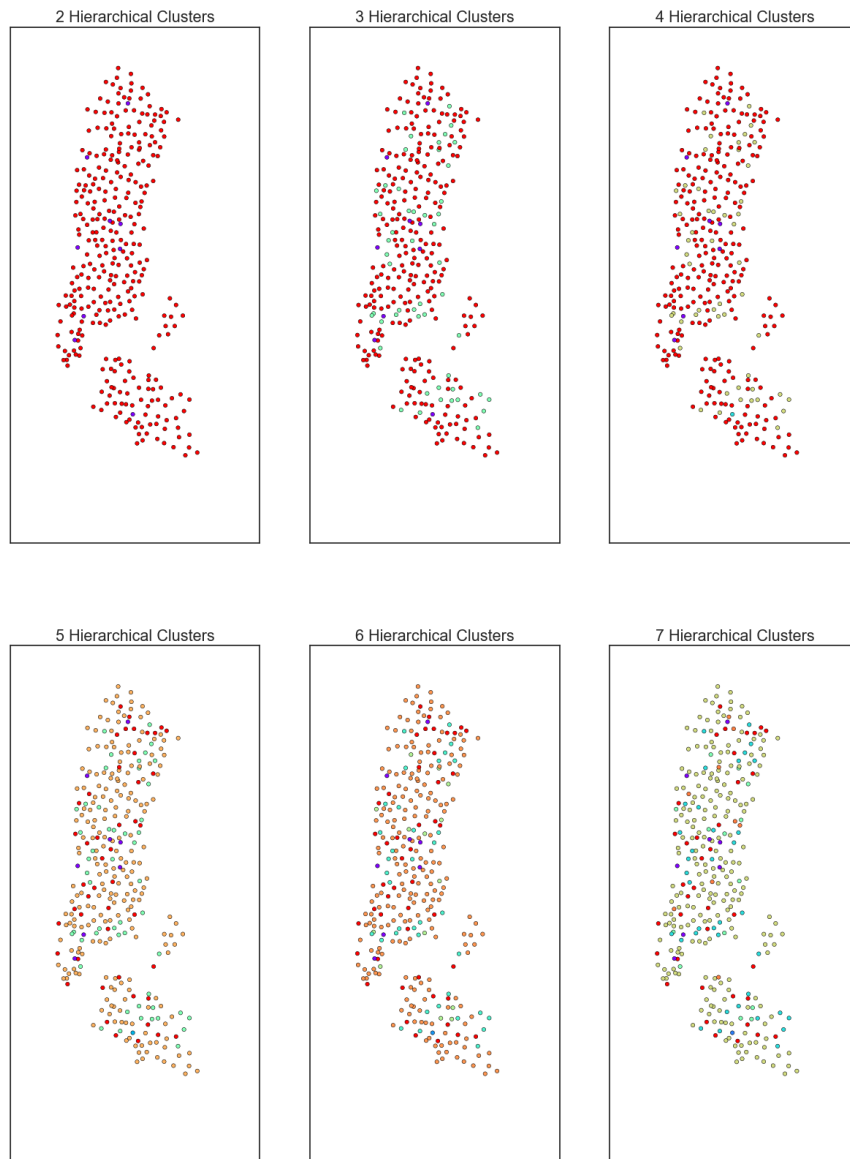 2 Hierarchical Clusters
3 Hierarchical Clusters
4 Hierarchical Clusters
5 Hierarchical Clusters
6 Hierarchical Clusters
7 Hierarchical Clusters